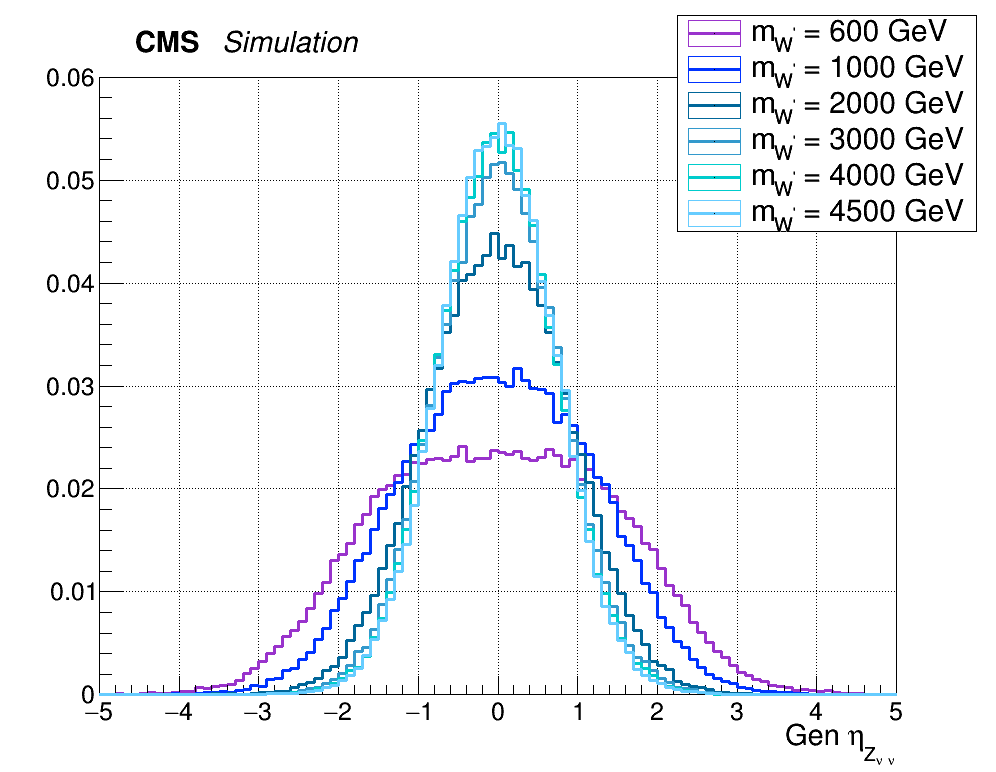 CMS Simulation
m_W' = 600 GeV
m_W' = 1000 GeV
m_W' = 2000 GeV
m_W' = 3000 GeV
m_W' = 4000 GeV
m_W' = 4500 GeV
0.06
0.05
0.04
0.03
0.02
0.01
0
−5 −4 −3 −2 −1 0 1 2 3 4 5
Gen η_Z_ν ν